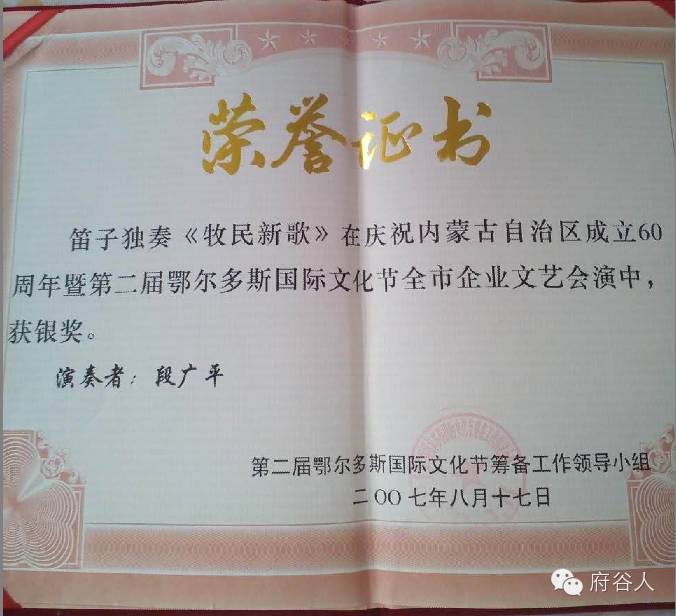 荣誉证书
笛子独奏《牧民新歌》在庆祝内蒙古自治区成立60
周年暨第二届鄂尔多斯国际文化节全市企业文艺会演中，
获银奖。
演奏者：段广平
第二届鄂尔多斯国际文化节筹备工作领导小组
二〇〇七年八月十七日
府谷人